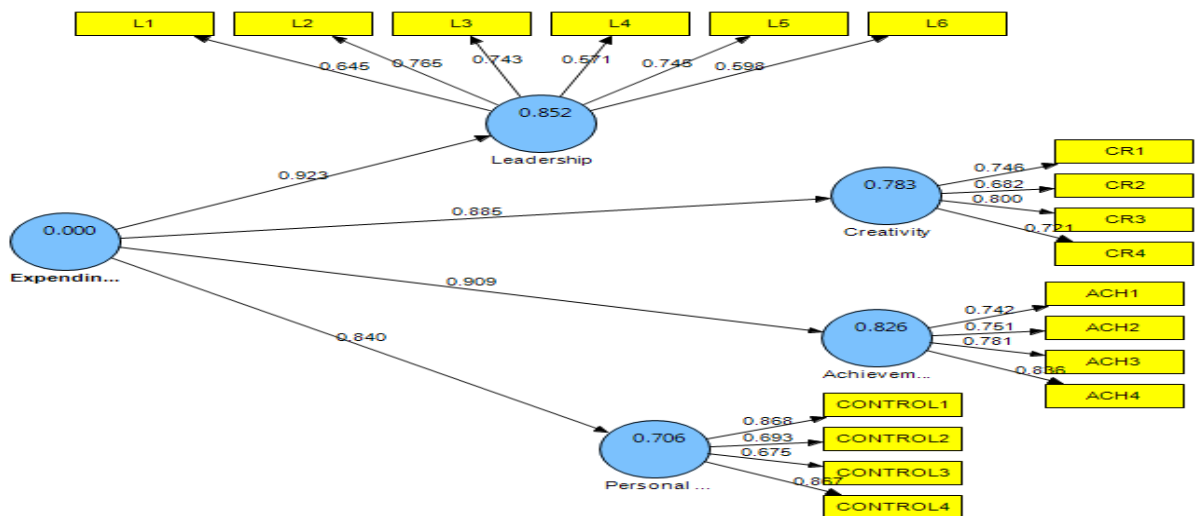 L1
L2
L3
L4
L5
L6
0.645
0.765
0.743
0.571
0.745
0.598
0.852
Leadership
0.923
CR1
0.746
CR2
0.682
0.783
0.800
CR3
0.885
0.721
Creativity
CR4
0.000
Expendin...
0.909
ACH1
0.742
ACH2
0.751
0.826
0.781
ACH3
0.836
Achievem...
ACH4
0.840
CONTROL1
0.868
CONTROL2
0.693
0.706
0.675
CONTROL3
0.867
Personal ...
CONTROL4